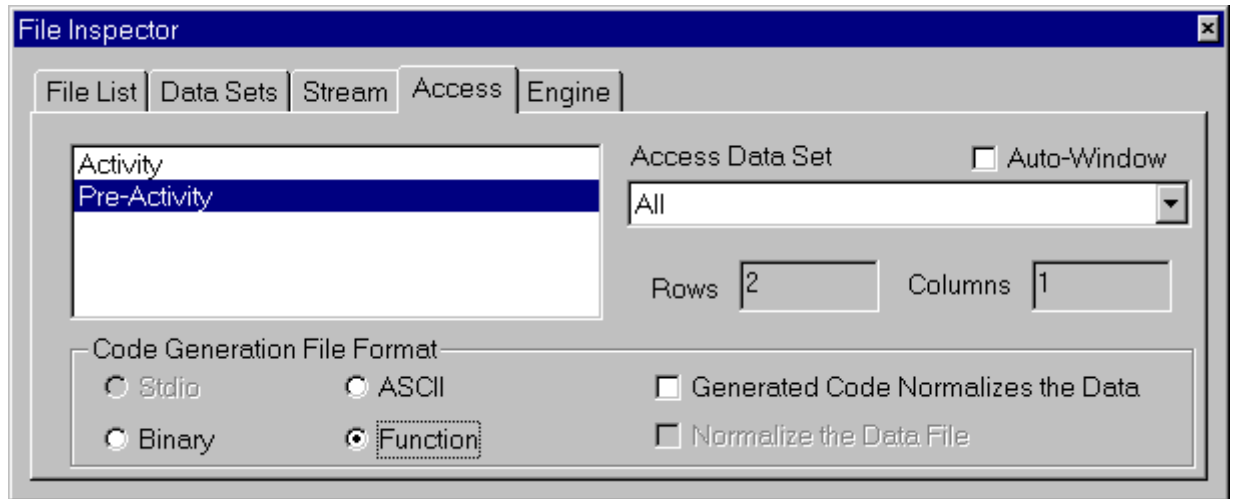 File Inspector
File List Data Sets Stream Access Engine
Activity
Pre-Activity
Access Data Set Auto-Window
All
Rows 2 Columns 1
Code Generation File Format
Stdio ASCII Generated Code Normalizes the Data
Binary Function Normalize the Data File